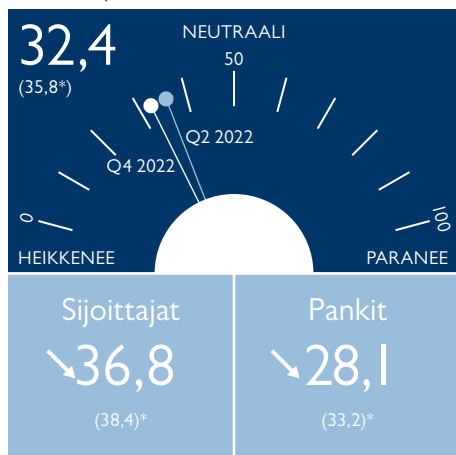 32,4
(35,8*)
NEUTRAALI
50
Q2 2022
Q4 2022
0
100
HEIKKENEE
PARANEE
Sijoittajat
36,8
(38,4)*
Pankit
28,1
(33,2)*